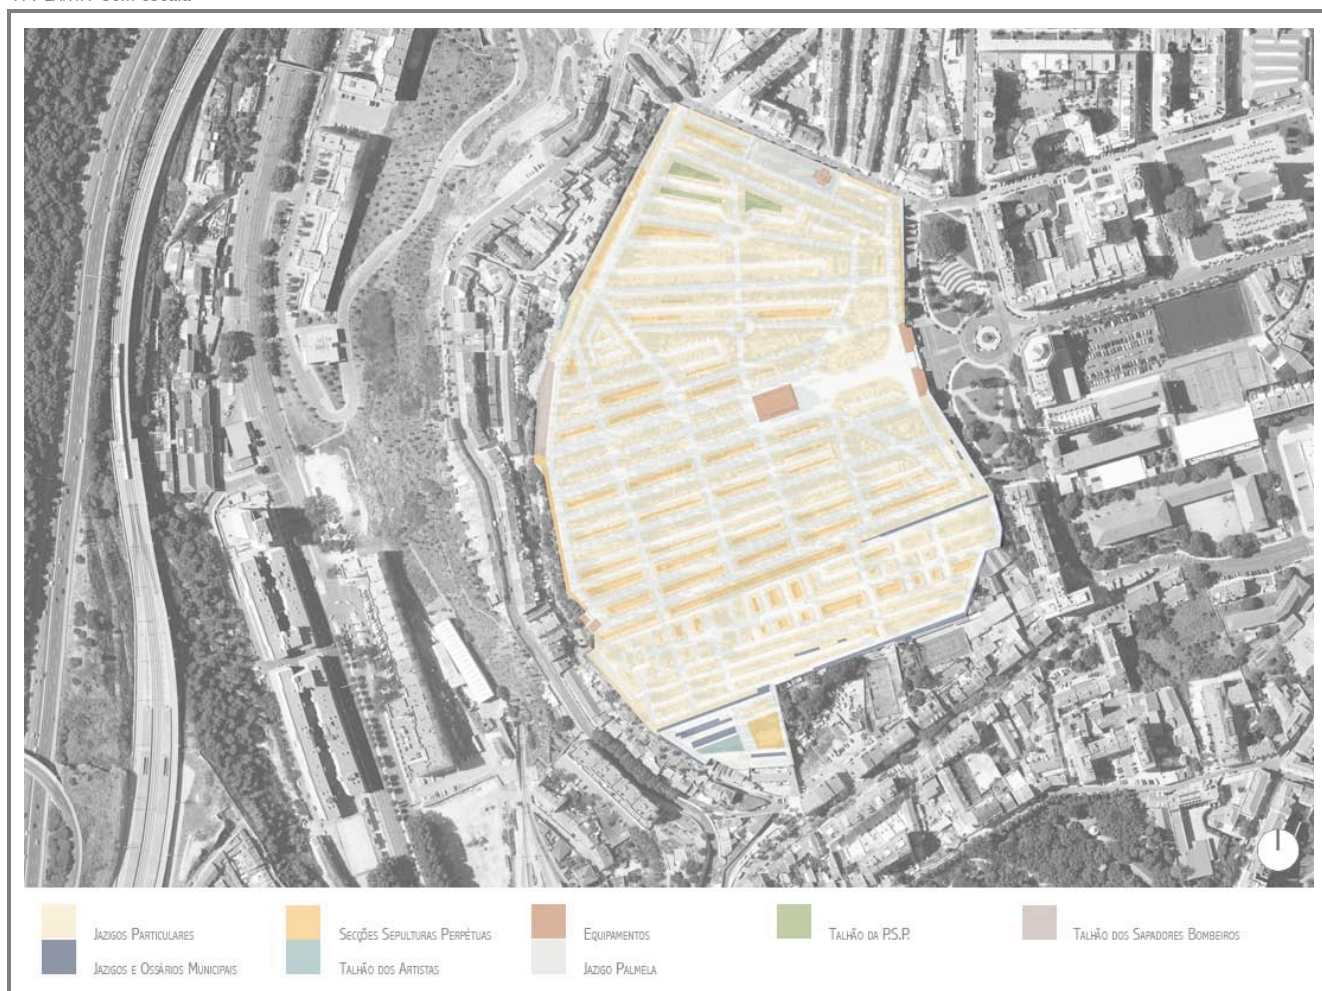 JAZIGOS PARTICULARES
SECÇÕES SEPULTURAS PERPÉTUAS
EQUIPAMENTOS
TALHÃO DA P.S.P.
TALHÃO DOS SAPADORES BOMBEIROS
JAZIGOS E OSSÁRIOS MUNICIPAIS
TALHÃO DOS ARTISTAS
JAZIGO PALMELA